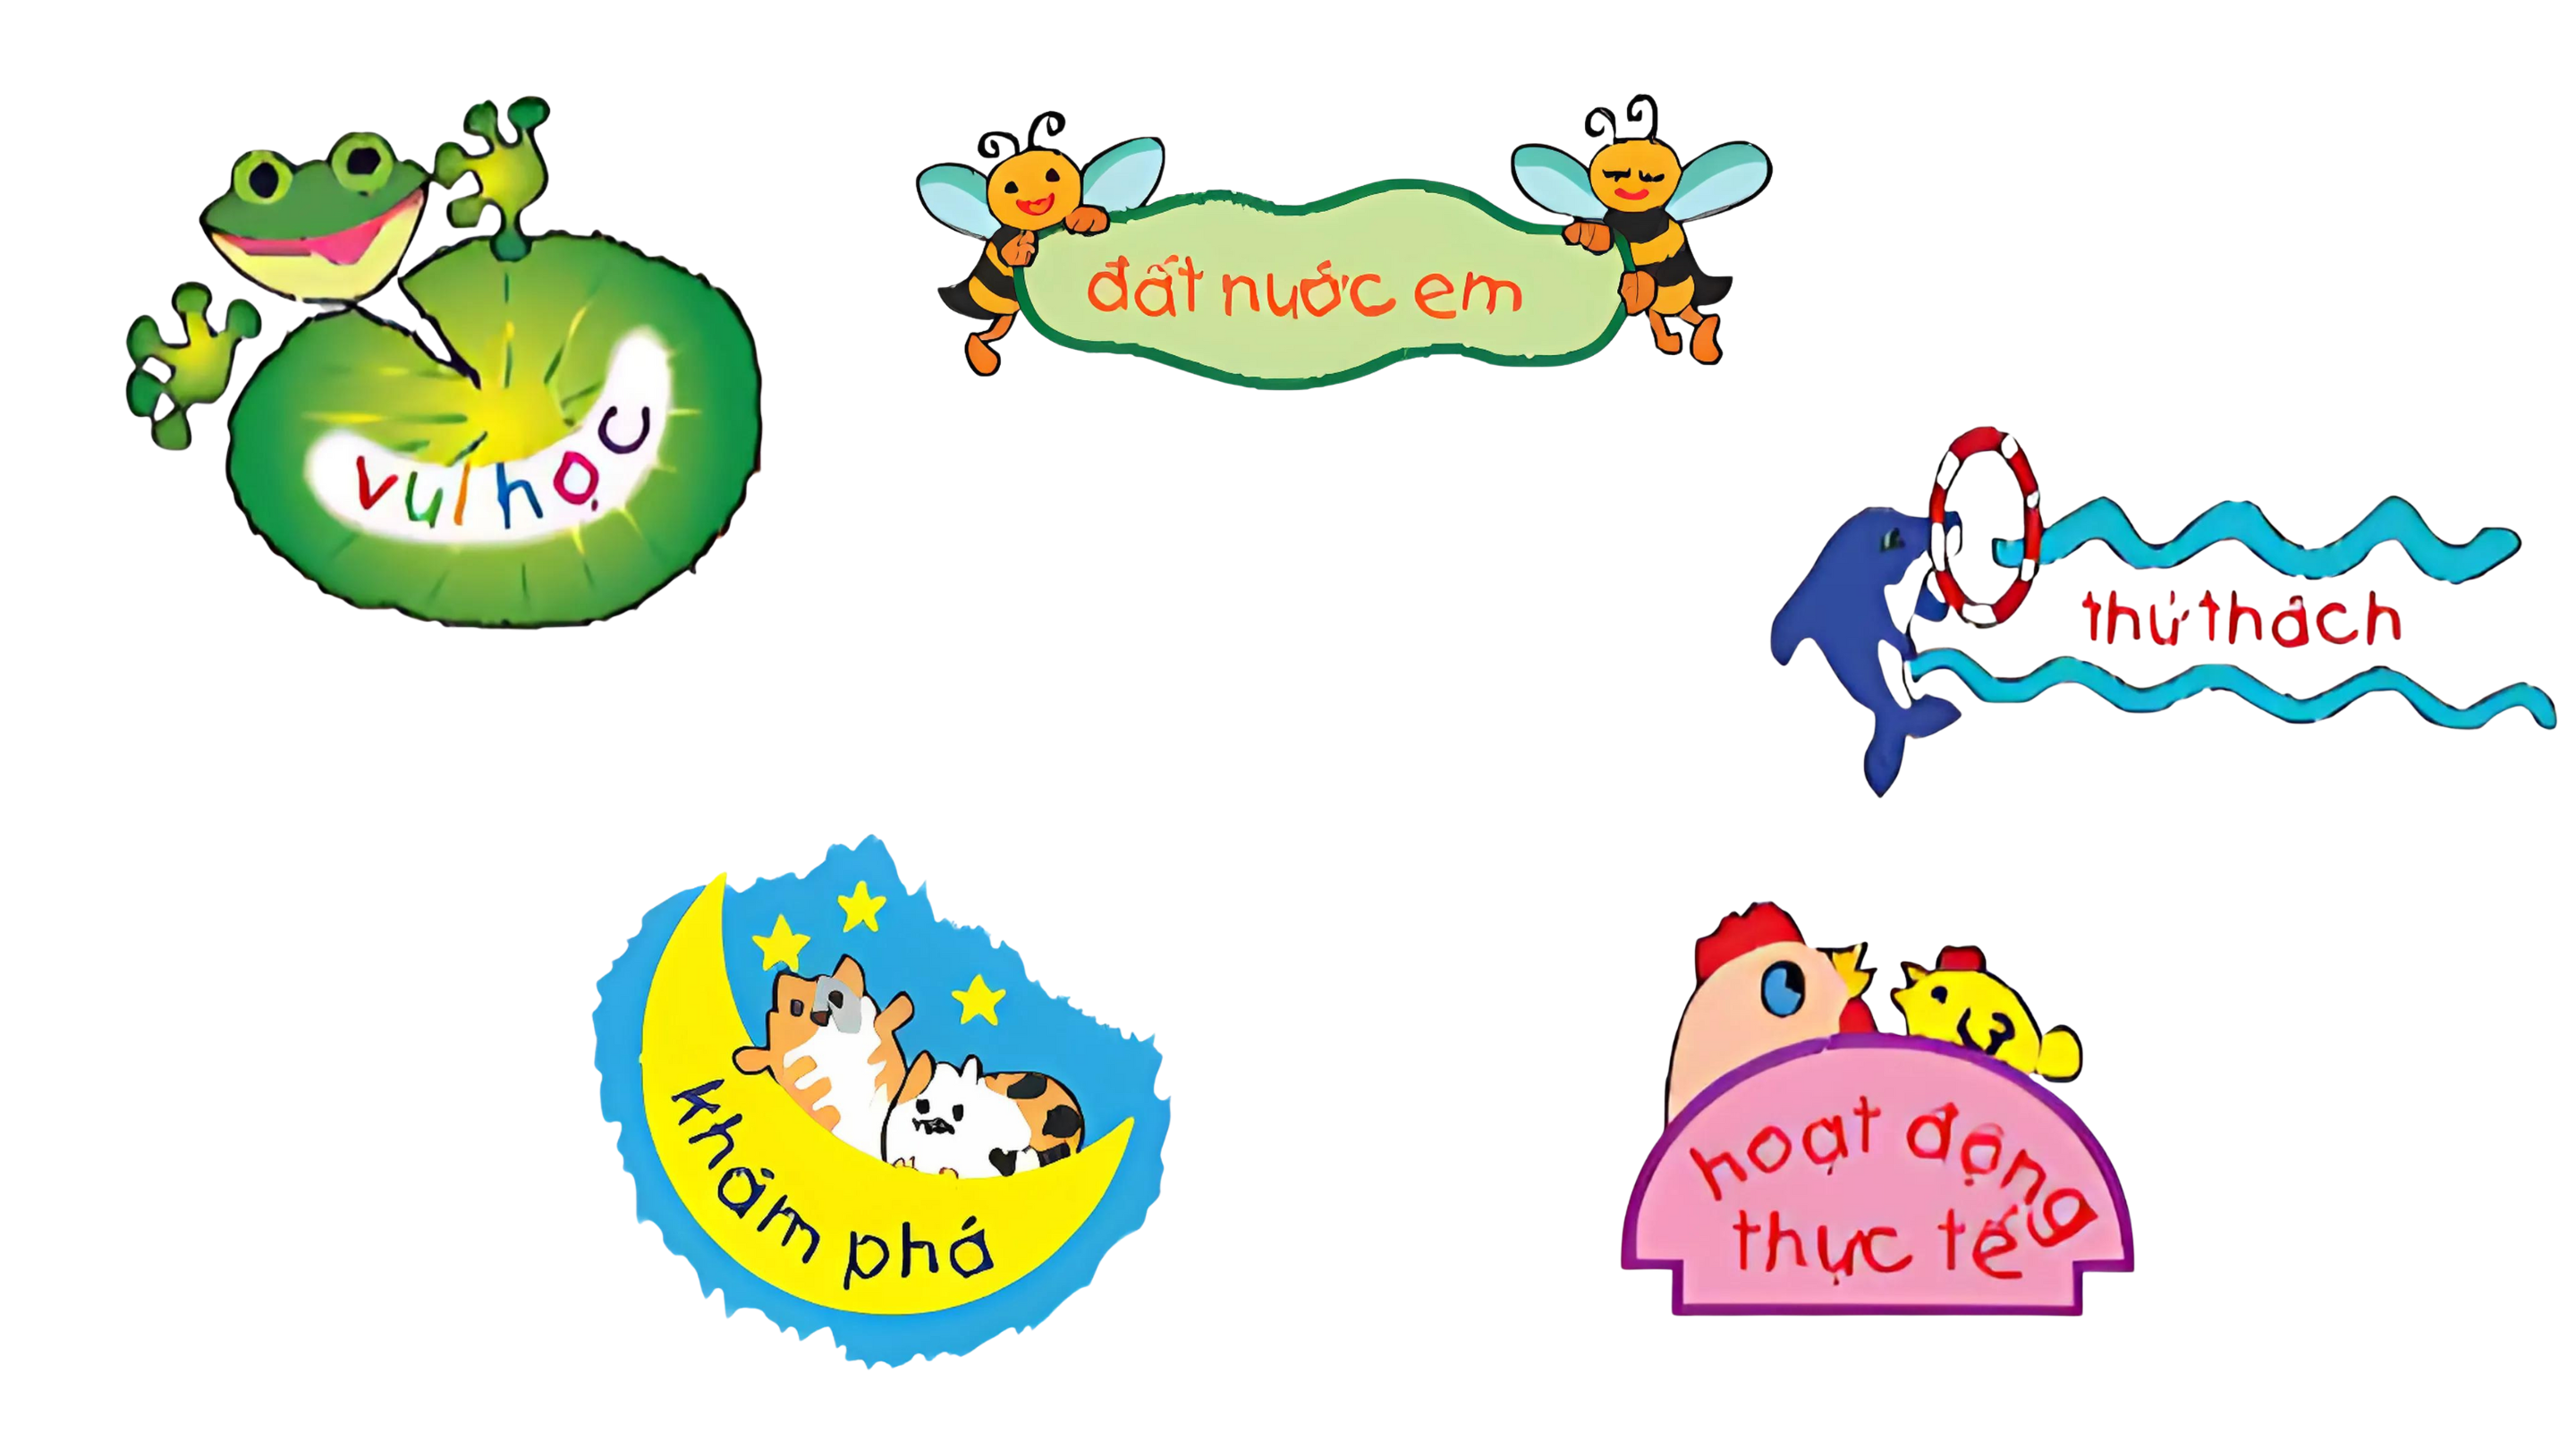 vui học
đất nước em
thử thách
khám phá
hoạt động
thực tế